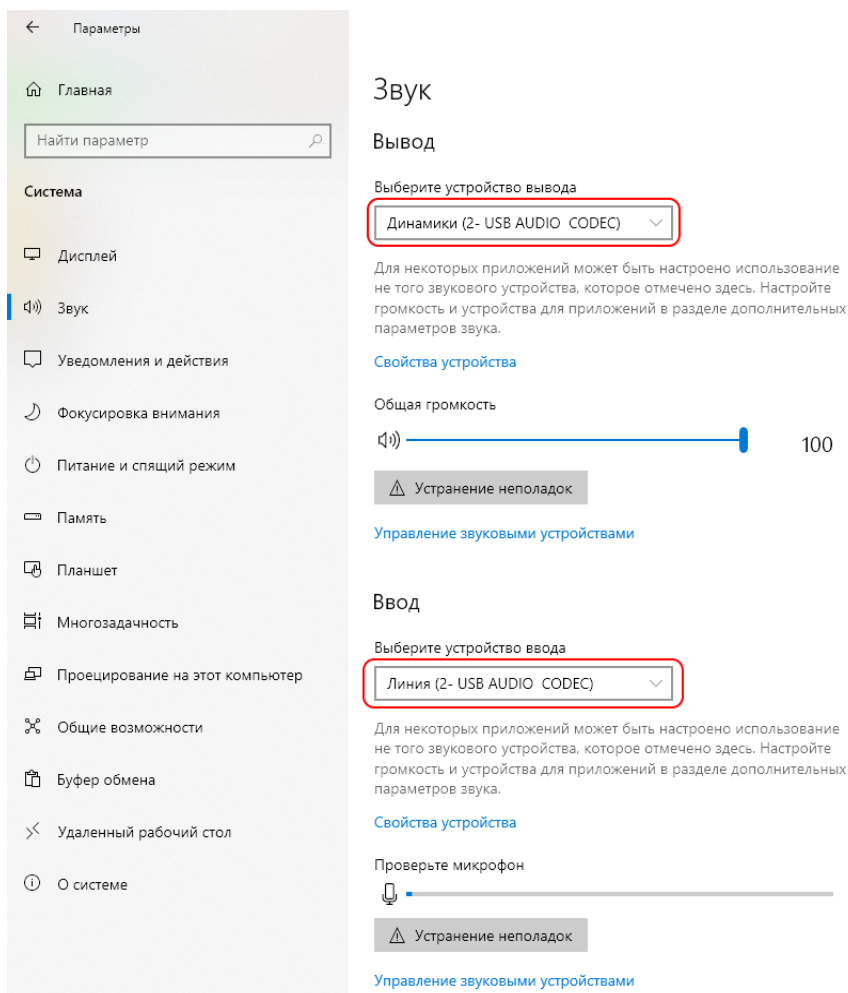 Параметры
Главная
Найти параметр
Система
Дисплей
Звук
Уведомления и действия
Фокусировка внимания
Питание и спящий режим
Память
Планшет
Многозадачность
Проецирование на этот компьютер
Общие возможности
Буфер обмена
Удаленный рабочий стол
О системе
Звук
Вывод
Выберите устройство вывода
Динамики (2- USB AUDIO  CODEC)
Для некоторых приложений может быть настроено использование
не того звукового устройства, которое отмечено здесь. Настройте
громкость и устройства для приложений в разделе дополнительных
параметров звука.
Свойства устройства
Общая громкость
100
Устранение неполадок
Управление звуковыми устройствами
Ввод
Выберите устройство ввода
Линия (2- USB AUDIO  CODEC)
Для некоторых приложений может быть настроено использование
не того звукового устройства, которое отмечено здесь. Настройте
громкость и устройства для приложений в разделе дополнительных
параметров звука.
Свойства устройства
Проверьте микрофон
Устранение неполадок
Управление звуковыми устройствами